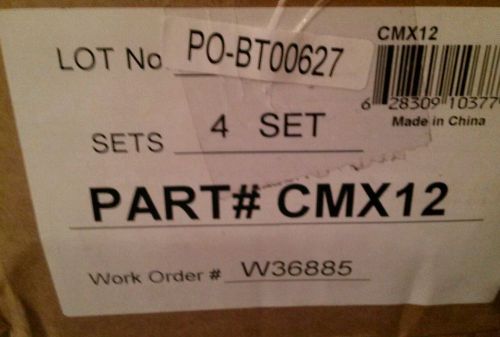 LOT No PO-BT00627
CMX12
6 28309 10377
Made in China
SETS 4 SET
PART# CMX12
Work Order # W36885